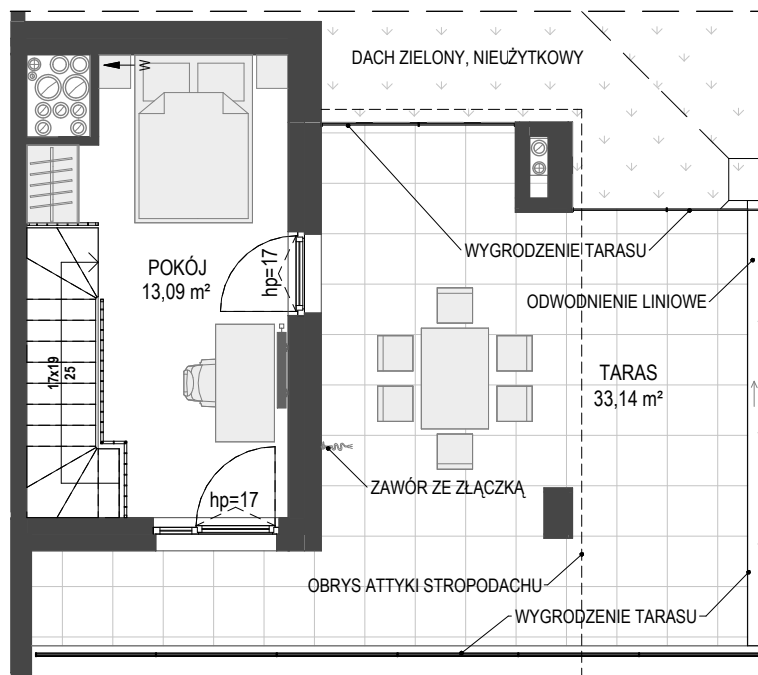 DACH ZIELONY, NIEUŻYTKOWY
W
WYGRODZENIE TARASU
POKÓJ
13,09 m²
hp=17
ODWODNIENIE LINIOWE
17x19
25
TARAS
33,14 m²
ZAWÓR ZE ZŁĄCZKĄ
hp=17
OBRYS ATTYKI STROPODACHU
WYGRODZENIE TARASU